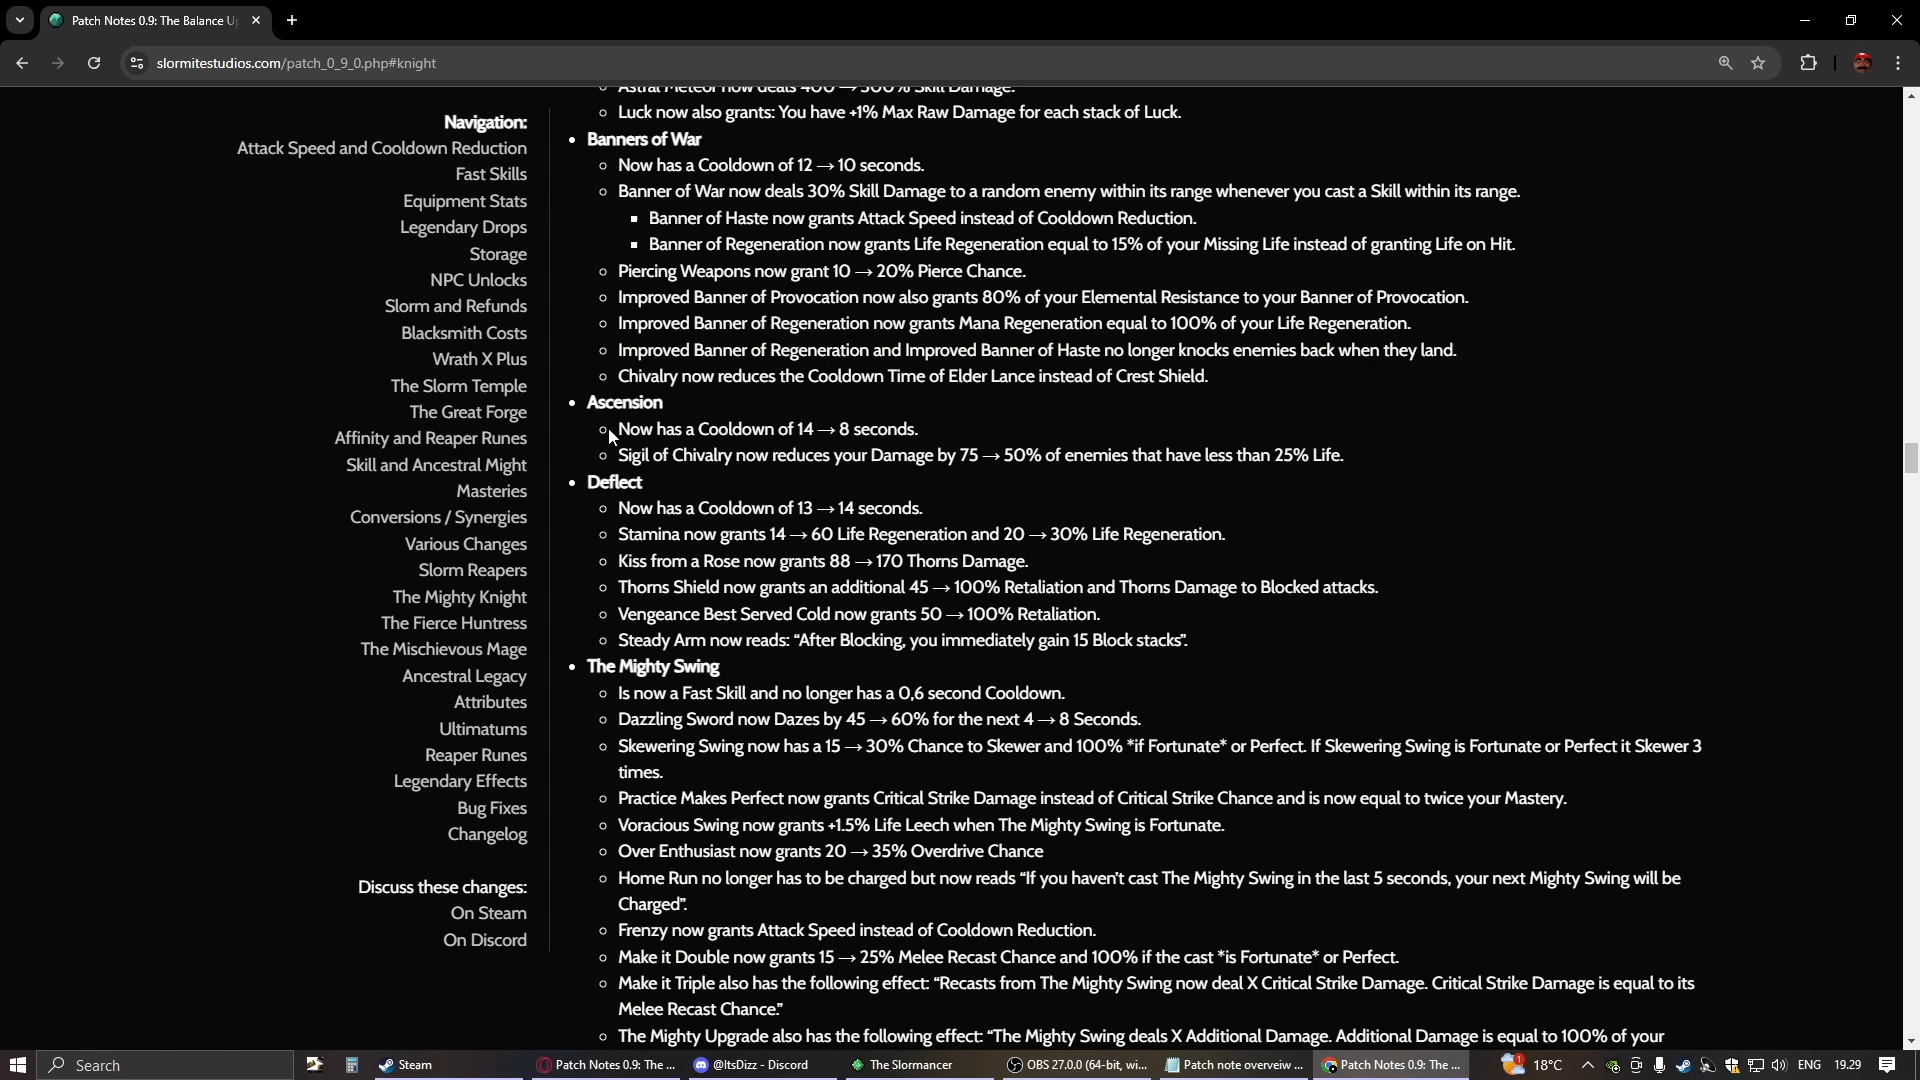 Patch Notes 0.9: The Balance U
slormitestudios.com/patch_0_9_0.php#knight
Navigation:
Attack Speed and Cooldown Reduction
Fast Skills
Equipment Stats
Legendary Drops
Storage
NPC Unlocks
Slorm and Refunds
Blacksmith Costs
Wrath X Plus
The Slorm Temple
The Great Forge
Affinity and Reaper Runes
Skill and Ancestral Might
Masteries
Conversions / Synergies
Various Changes
Slorm Reapers
The Mighty Knight
The Fierce Huntress
The Mischievous Mage
Ancestral Legacy
Attributes
Ultimatums
Reaper Runes
Legendary Effects
Bug Fixes
Changelog
Discuss these changes:
On Steam
On Discord
Astral Meteor now deals 400 → 500% Skill Damage.
Luck now also grants: You have +1% Max Raw Damage for each stack of Luck.
Banners of War
Now has a Cooldown of 12 → 10 seconds.
Banner of War now deals 30% Skill Damage to a random enemy within its range whenever you cast a Skill within its range.
Banner of Haste now grants Attack Speed instead of Cooldown Reduction.
Banner of Regeneration now grants Life Regeneration equal to 15% of your Missing Life instead of granting Life on Hit.
Piercing Weapons now grant 10 → 20% Pierce Chance.
Improved Banner of Provocation now also grants 80% of your Elemental Resistance to your Banner of Provocation.
Improved Banner of Regeneration now grants Mana Regeneration equal to 100% of your Life Regeneration.
Improved Banner of Regeneration and Improved Banner of Haste no longer knocks enemies back when they land.
Chivalry now reduces the Cooldown Time of Elder Lance instead of Crest Shield.
Ascension
Now has a Cooldown of 14 → 8 seconds.
Sigil of Chivalry now reduces your Damage by 75 → 50% of enemies that have less than 25% Life.
Deflect
Now has a Cooldown of 13 → 14 seconds.
Stamina now grants 14 → 60 Life Regeneration and 20 → 30% Life Regeneration.
Kiss from a Rose now grants 88 → 170 Thorns Damage.
Thorns Shield now grants an additional 45 → 100% Retaliation and Thorns Damage to Blocked attacks.
Vengeance Best Served Cold now grants 50 → 100% Retaliation.
Steady Arm now reads: “After Blocking, you immediately gain 15 Block stacks”.
The Mighty Swing
Is now a Fast Skill and no longer has a 0,6 second Cooldown.
Dazzling Sword now Dazes by 45 → 60% for the next 4 → 8 Seconds.
Skewering Swing now has a 15 → 30% Chance to Skewer and 100% *if Fortunate* or Perfect. If Skewering Swing is Fortunate or Perfect it Skewer 3
times.
Practice Makes Perfect now grants Critical Strike Damage instead of Critical Strike Chance and is now equal to twice your Mastery.
Voracious Swing now grants +1.5% Life Leech when The Mighty Swing is Fortunate.
Over Enthusiast now grants 20 → 35% Overdrive Chance
Home Run no longer has to be charged but now reads “If you haven’t cast The Mighty Swing in the last 5 seconds, your next Mighty Swing will be
Charged”.
Frenzy now grants Attack Speed instead of Cooldown Reduction.
Make it Double now grants 15 → 25% Melee Recast Chance and 100% if the cast *is Fortunate* or Perfect.
Make it Triple also has the following effect: “Recasts from The Mighty Swing now deal X Critical Strike Damage. Critical Strike Damage is equal to its
Melee Recast Chance.”
The Mighty Upgrade also has the following effect: “The Mighty Swing deals X Additional Damage. Additional Damage is equal to 100% of your
Search
Steam
Patch Notes 0.9: The ...
@ItsDizz - Discord
The Slormancer
OBS 27.0.0 (64-bit, wi...
Patch note overveiw ...
Patch Notes 0.9: The ...
18°C
ENG
19.29